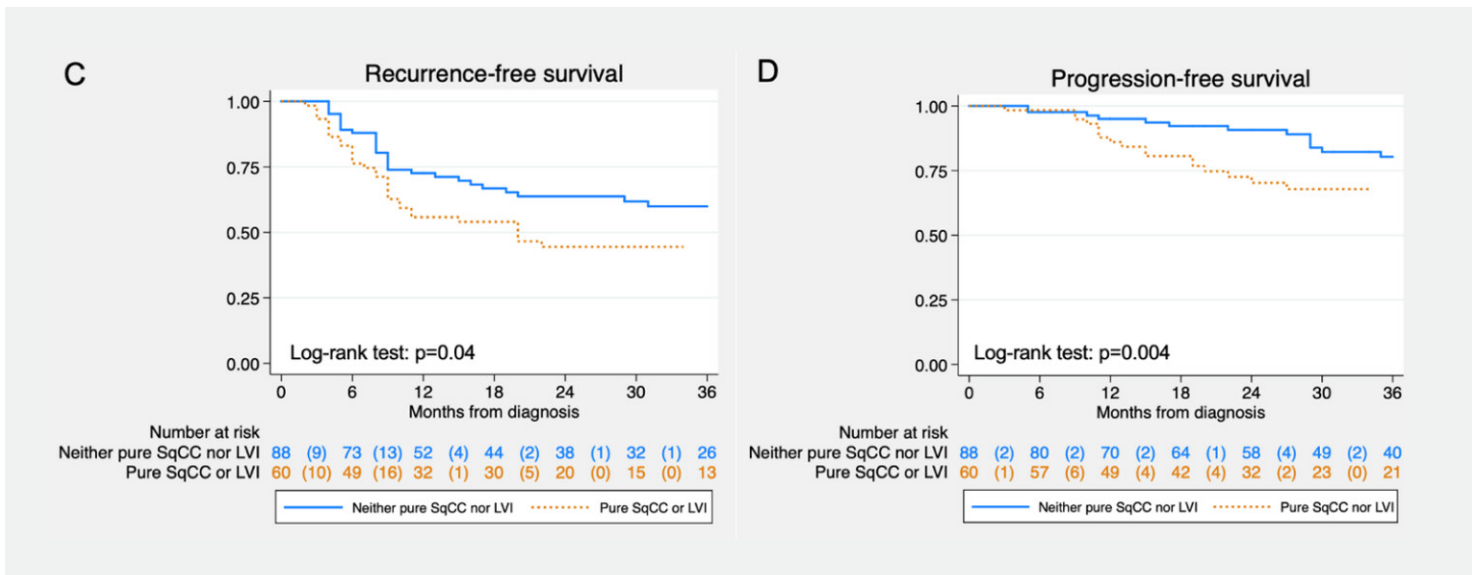 C
Recurrence-free survival
1.00
0.75
0.50
0.25
0.00
Log-rank test: p=0.04
0 6 12 18 24 30 36
Months from diagnosis
Number at risk
Neither pure SqCC nor LVI 88 (9) 73 (13) 52 (4) 44 (2) 38 (1) 32 (1) 26
Pure SqCC or LVI 60 (10) 49 (16) 32 (1) 30 (5) 20 (0) 15 (0) 13
Neither pure SqCC nor LVI Pure SqCC or LVI
D
Progression-free survival
1.00
0.75
0.50
0.25
0.00
Log-rank test: p=0.004
0 6 12 18 24 30 36
Months from diagnosis
Number at risk
Neither pure SqCC nor LVI 88 (2) 80 (2) 70 (2) 64 (1) 58 (4) 49 (2) 40
Pure SqCC or LVI 60 (1) 57 (6) 49 (4) 42 (4) 32 (2) 23 (0) 21
Neither pure SqCC nor LVI Pure SqCC or LVI